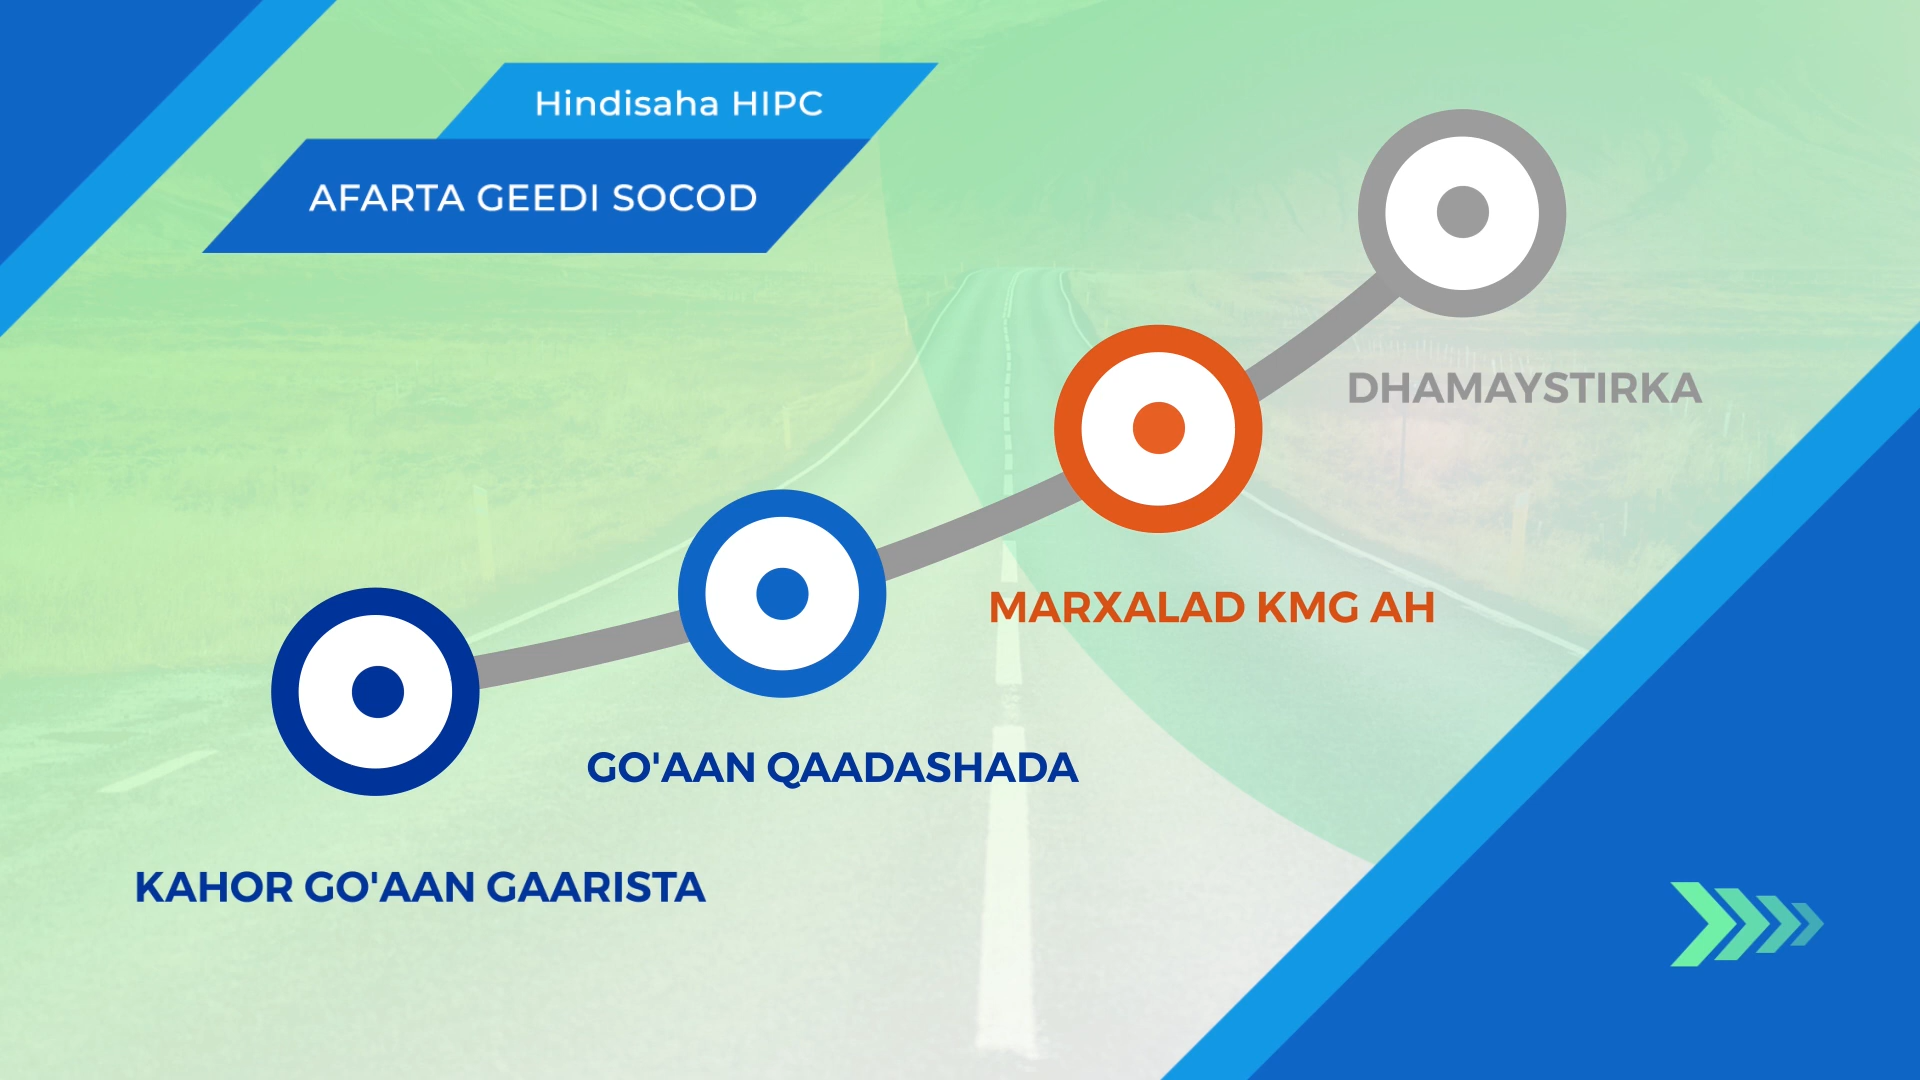 Hindisaha HIPC
AFARTA GEEDI SOCOD
DHAMAYSTIRKA
MARXALAD KMG AH
GO'AAN QAADASHADA
KAHOR GO'AAN GAARISTA